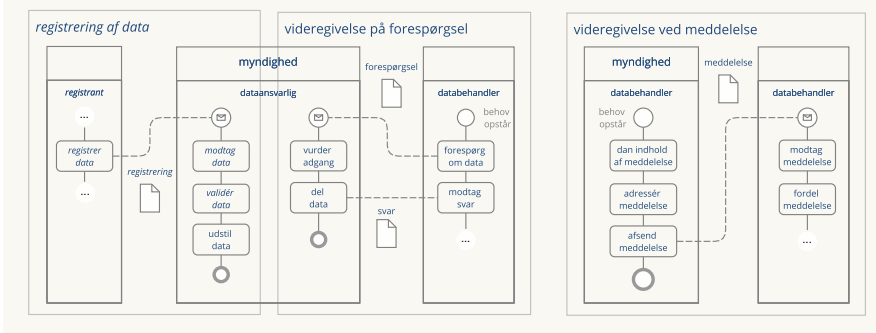 registrering af data
videregivelse på forespørgsel
videregivelse ved meddelelse
registrant
...
registrer
data
...
registrering
myndighed
dataansvarlig
modtag
data
validér
data
udstil
data
vurder
adgang
del
data
forespørgsel
svar
databehandler
behov
opstår
forespørg
om data
modtag
svar
...
myndighed
databehandler
behov
opstår
dan indhold
af meddelelse
adressér
meddelelse
afsend
meddelelse
meddelelse
databehandler
modtag
meddelelse
fordel
meddelelse
...